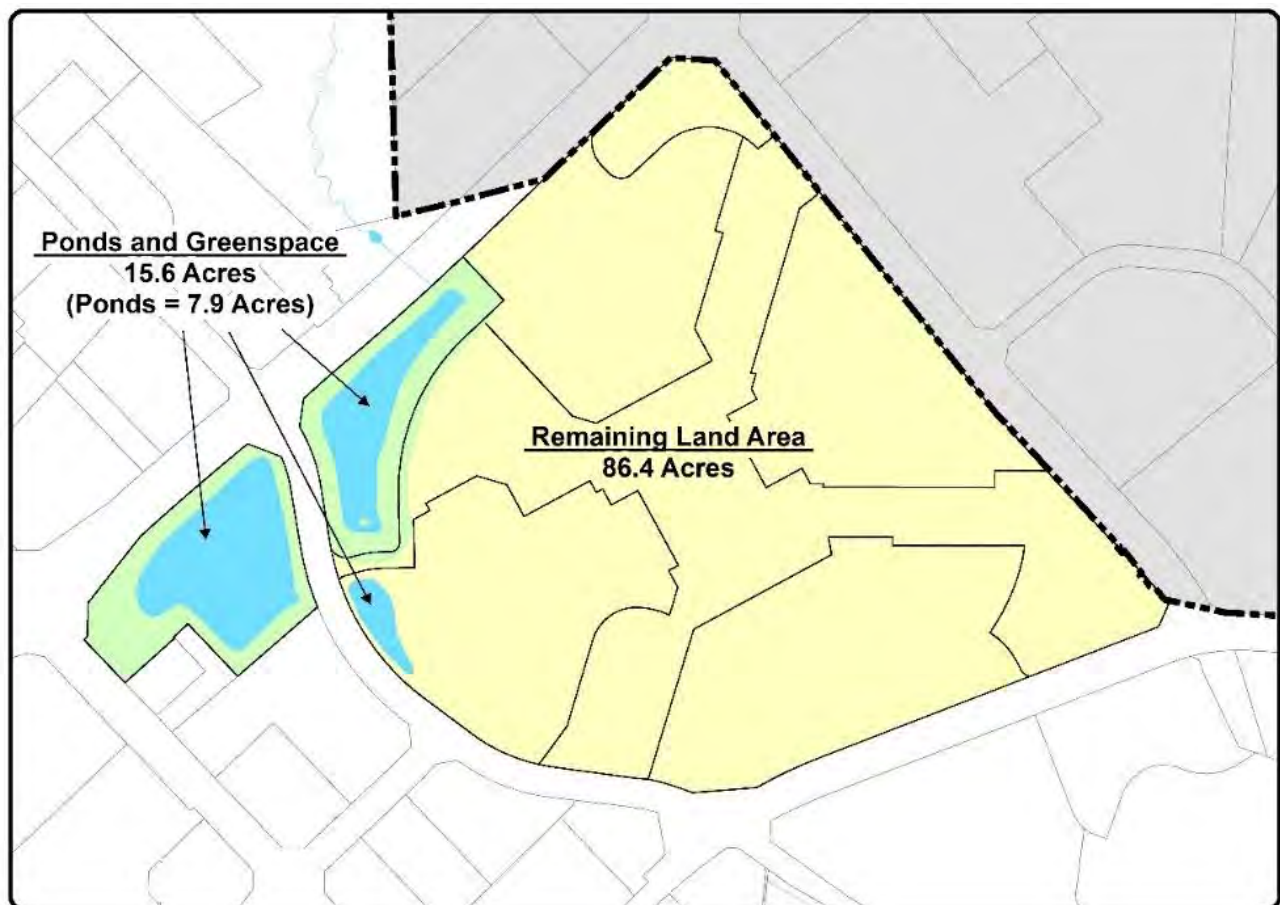 Ponds and Greenspace
15.6 Acres
(Ponds = 7.9 Acres)
Remaining Land Area
86.4 Acres